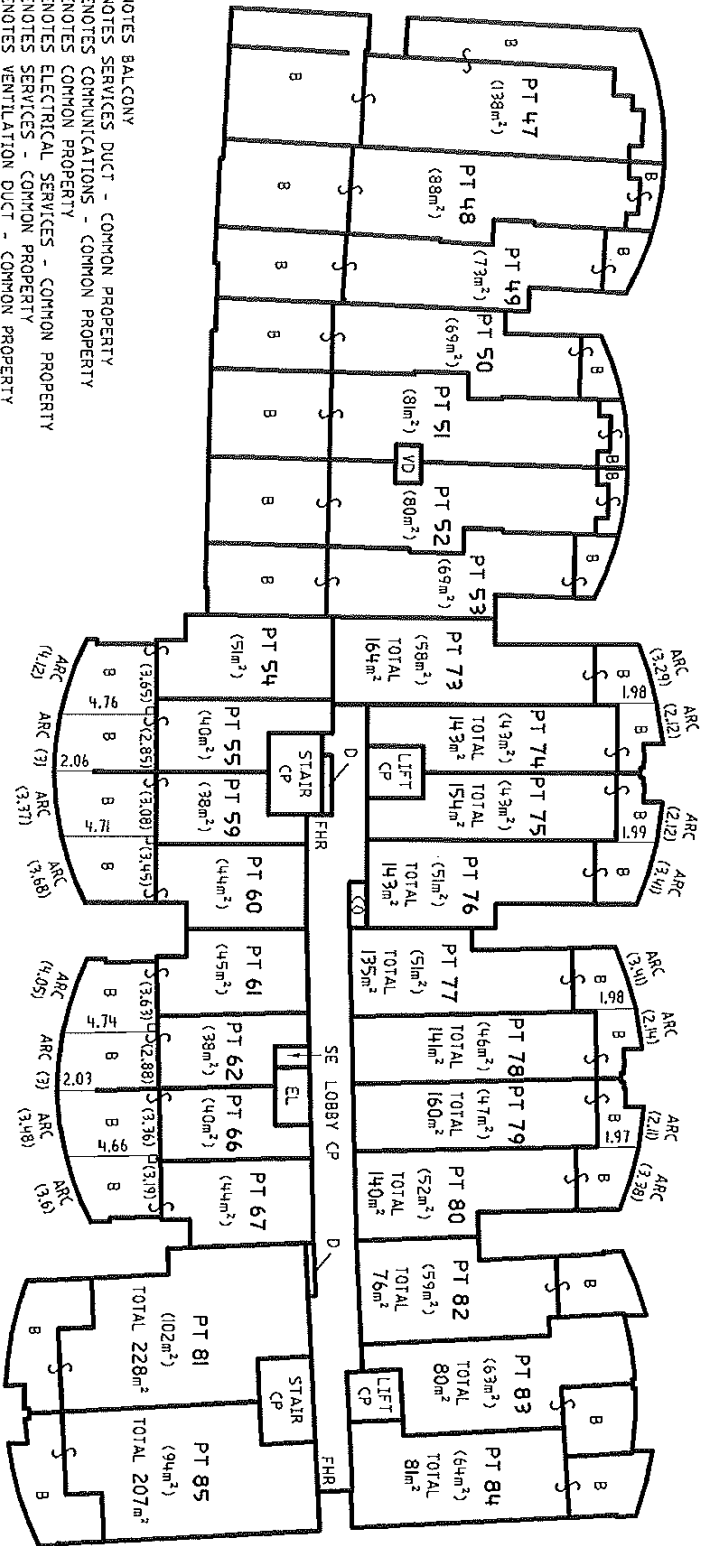 NOTES BALCONY
NOTES SERVICES DUCT - COMMON PROPERTY
ENOTES COMMUNICATIONS - COMMON PROPERTY
ENOTES COMMON PROPERTY
ENOTES ELECTRICAL SERVICES - COMMON PROPERTY
ENOTES SERVICES - COMMON PROPERTY
ENOTES VENTILATION DUCT - COMMON PROPERTY
B
PT 47
(138m²)
B
B
PT 48
(88m²)
B
B
PT 49
(73m²)
B
B
PT 50
(69m²)
B
B
PT 51
(81m²)
B
VD
B
PT 52
(80m²)
B
PT 53
(69m²)
B
PT 54
(51m²)
PT 55
(40m²)
PT 59
(38m²)
PT 60
(44m²)
PT 61
(45m²)
PT 62
(38m²)
PT 66
(40m²)
PT 67
(44m²)
STAIR
CP
D
FHR
LIFT
CP
SE LOBBY CP
EL
D
PT 73
(58m²)
TOTAL
164m²
PT 74
(43m²)
TOTAL
143m²
PT 75
(43m²)
TOTAL
154m²
PT 76
(51m²)
TOTAL
143m²
PT 77
(51m²)
TOTAL
135m²
PT 78
(46m²)
TOTAL
141m²
PT 79
(47m²)
TOTAL
160m²
PT 80
(52m²)
TOTAL
140m²
PT 82
(59m²)
TOTAL
76m²
B
PT 83
(63m²)
TOTAL
80m²
B
PT 84
(64m²)
TOTAL
81m²
B
LIFT
CP
STAIR
CP
FHR
PT 81
(102m²)
TOTAL 228m²
B
PT 85
(94m²)
TOTAL 207m²
B
ARC
(3.29)
B
1.98
ARC
(2.12)
B
ARC
(2.12)
B
1.99
ARC
(3.41)
B
ARC
(3.41)
B
1.98
ARC
(2.14)
B
ARC
(2.11)
B
1.97
ARC
(3.38)
B
ARC
(4.12)
B
(3.65)
4.76
ARC (3)
B
(2.85)
2.06
ARC
(3.37)
B
(3.08)
4.71
ARC
(3.68)
B
(3.45)
ARC
(4.05)
B
(3.63)
4.74
ARC (3)
B
(2.88)
2.03
ARC
(3.48)
B
(3.36)
4.66
ARC
(3.6)
B
(3.19)